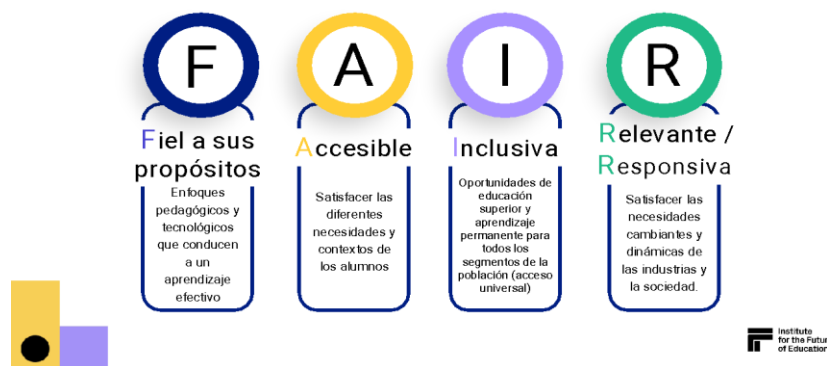 F
Fiel a sus
propósitos
Enfoques
pedagógicos y
tecnológicos
que conducen
a un
aprendizaje
efectivo
A
Accesible
Satisfacer las
diferentes
necesidades y
contextos de
los alumnos
I
Inclusiva
Oportunidades de
educación
superior y
aprendizaje
permanente para
todos los
segmentos de la
población (acceso
universal)
R
Relevante /
Responsiva
Satisfacer las
necesidades
cambiantes y
dinámicas de
las industrias y
la sociedad.
Institute
for the Futur
of Education